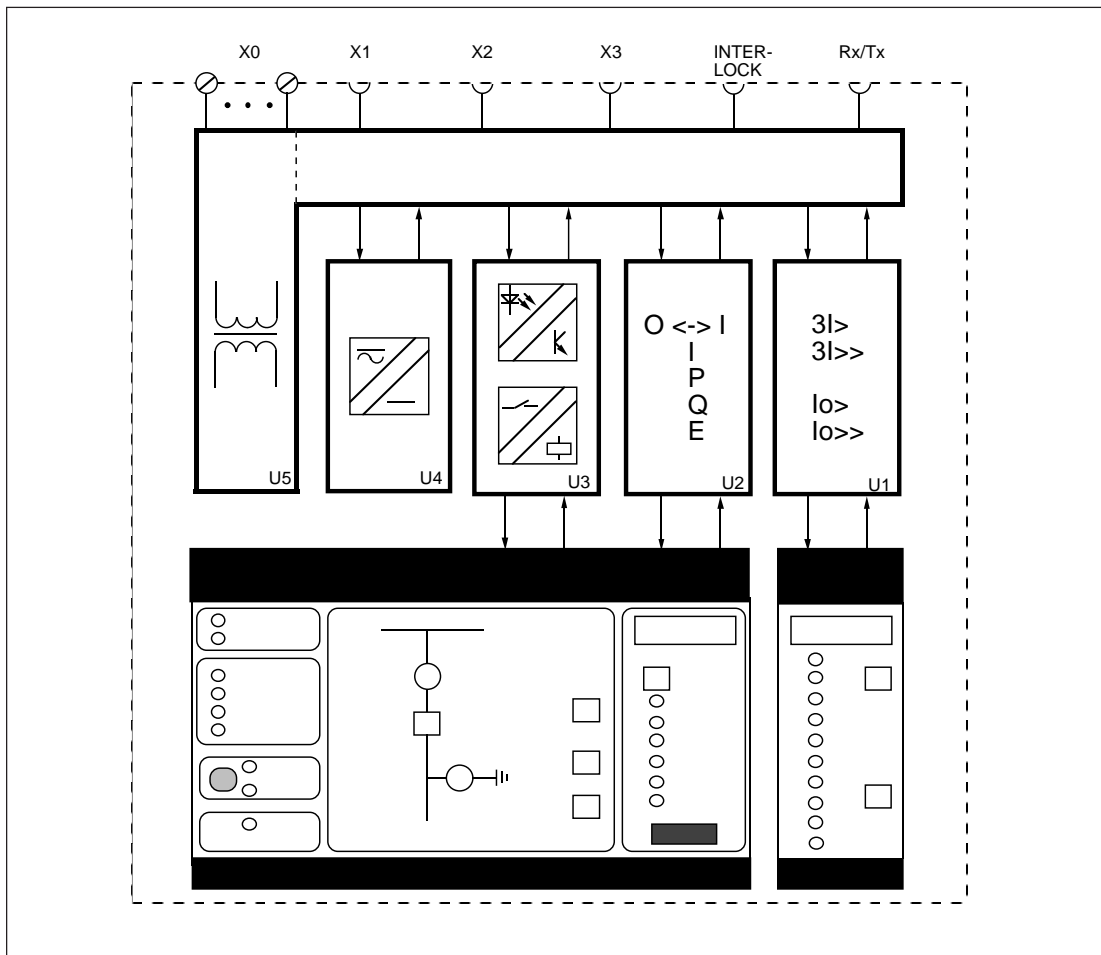 X0
X1
X2
X3
INTER-
LOCK
Rx/Tx
• • •
U5
U4
U3
O <-> I
I
P
Q
E
U2
3I>
3I>>
Io>
Io>>
U1